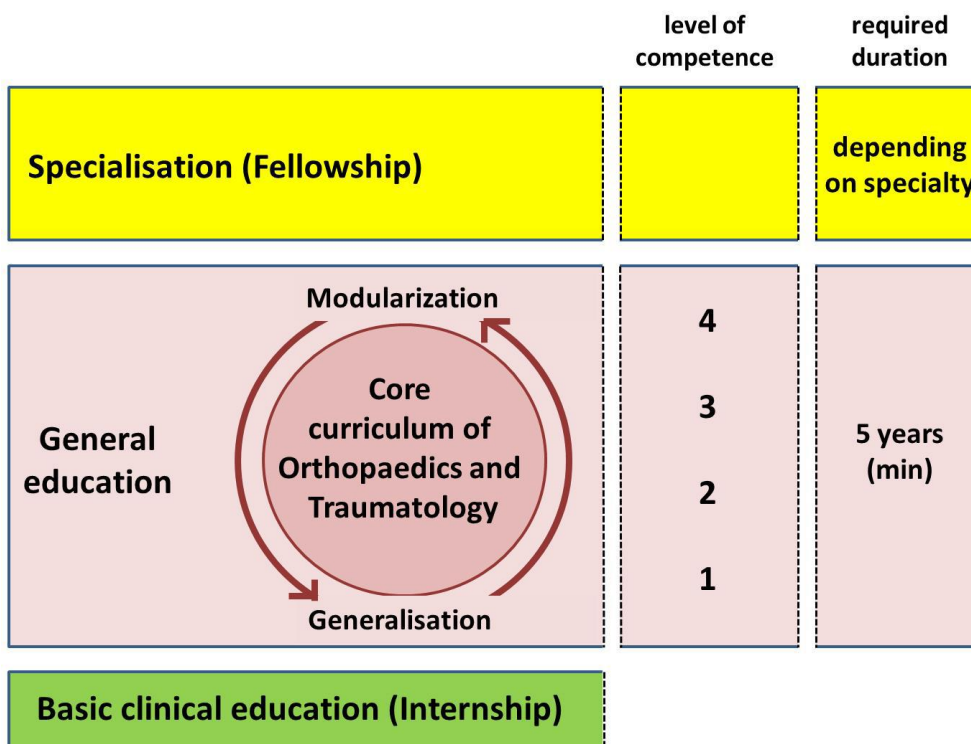 level of
competence
required
duration
Specialisation (Fellowship)
depending
on specialty
Modularization
Core
curriculum of
Orthopaedics and
Traumatology
Generalisation
General
education
4
3
2
1
5 years
(min)
Basic clinical education (Internship)